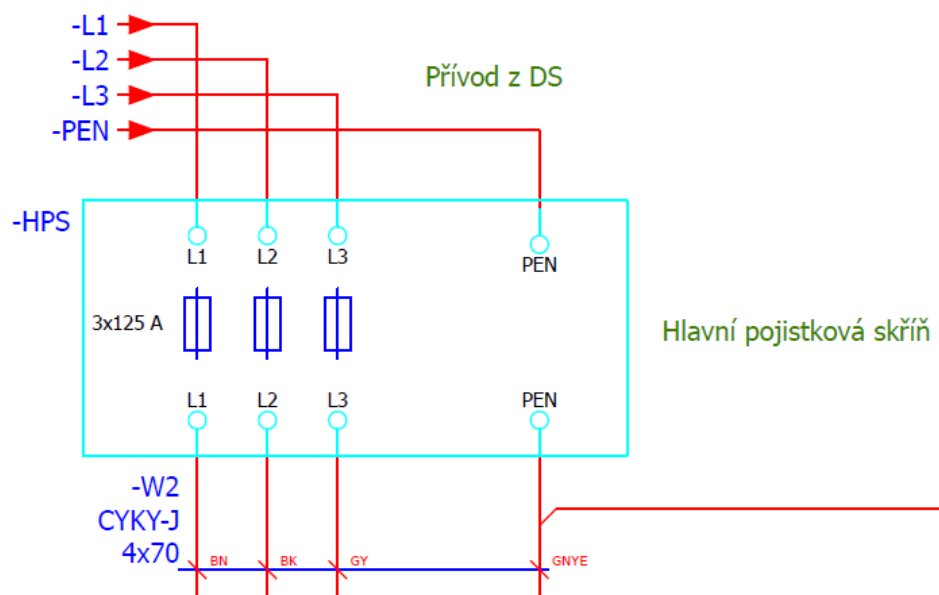 -L1
-L2
-L3
-PEN
Přívod z DS
-HPS
L1 L2 L3 PEN
3x125 A
Hlavní pojistková skříň
L1 L2 L3 PEN
-W2
CYKY-J
4x70
BN BK GY GNYE